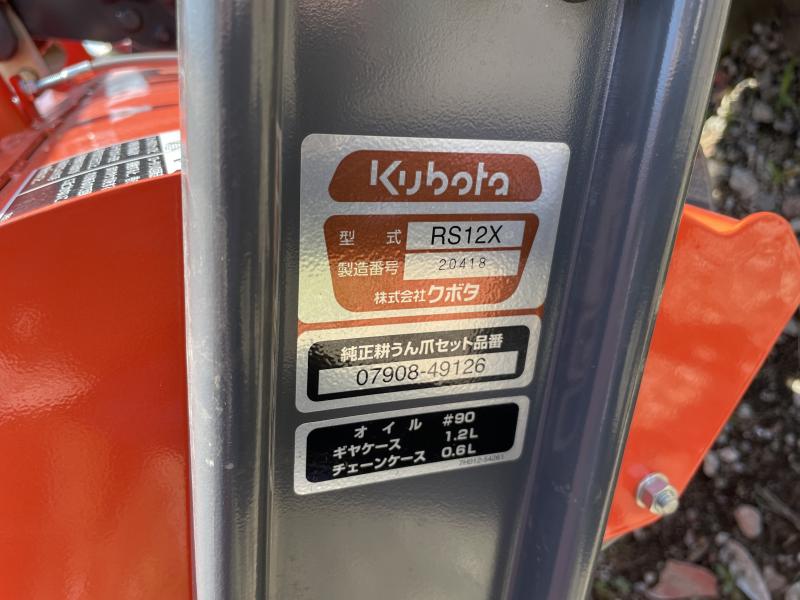 Kubota
型式 RS12X
製造番号 20418
株式会社クボタ
純正耕うん爪セット品番
07908-49126
オイル #90
ギヤケース 1.2L
チェーンケース 0.6L
7H012-54261